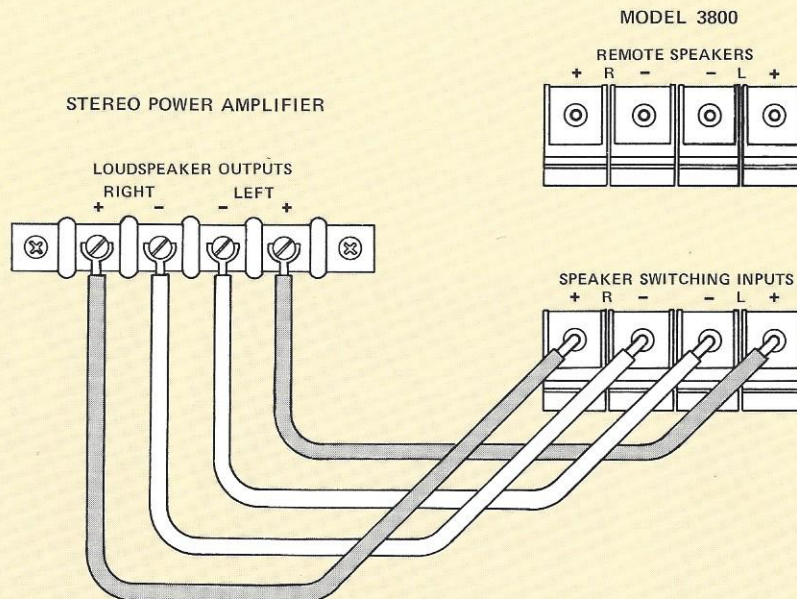 MODEL 3800
REMOTE SPEAKERS
+ R - - L +
STEREO POWER AMPLIFIER
LOUDSPEAKER OUTPUTS
RIGHT LEFT
+ - - +
SPEAKER SWITCHING INPUTS
+ R - - L +